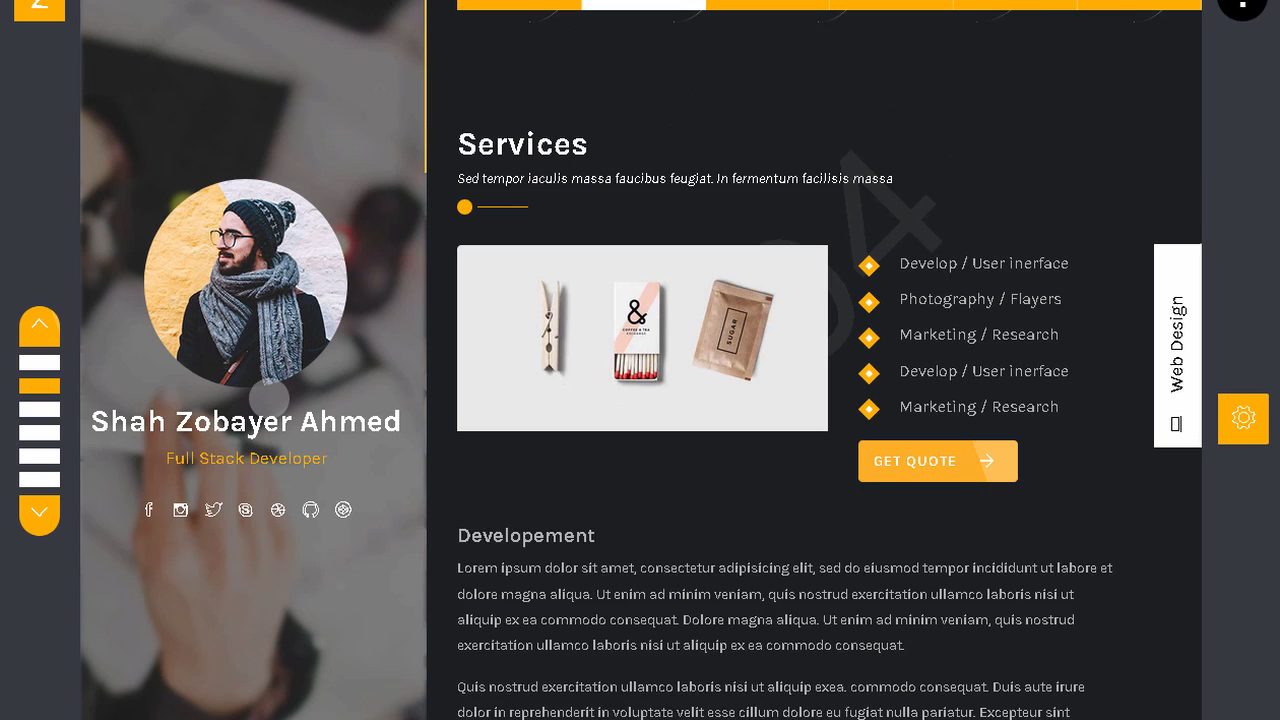 Z
Services
Sed tempor iaculis massa faucibus feugiat. In fermentum facilisis massa
04
&
COFFEE & TEA
SUGAR
Develop / User inerface
Photography / Flayers
Marketing / Research
Develop / User inerface
Marketing / Research
GET QUOTE
Web Design
Shah Zobayer Ahmed
Full Stack Developer
Developement
Lorem ipsum dolor sit amet, consectetur adipisicing elit, sed do eiusmod tempor incididunt ut labore et
dolore magna aliqua. Ut enim ad minim veniam, quis nostrud exercitation ullamco laboris nisi ut
aliquip ex ea commodo consequat. Dolore magna aliqua. Ut enim ad minim veniam, quis nostrud
exercitation ullamco laboris nisi ut aliquip ex ea commodo consequat.
Quis nostrud exercitation ullamco laboris nisi ut aliquip exea. commodo consequat. Duis aute irure
dolor in reprehenderit in voluptate velit esse cillum dolore eu fugiat nulla pariatur. Excepteur sint